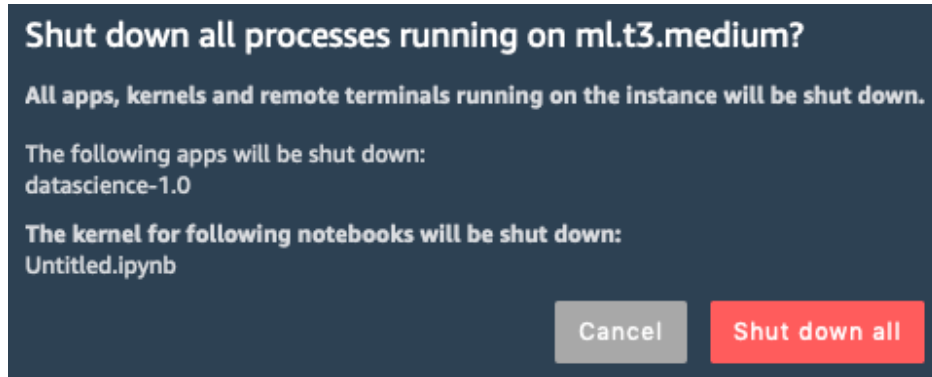 Shut down all processes running on ml.t3.medium?
All apps, kernels and remote terminals running on the instance will be shut down.
The following apps will be shut down:
datascience-1.0
The kernel for following notebooks will be shut down:
Untitled.ipynb
Cancel
Shut down all